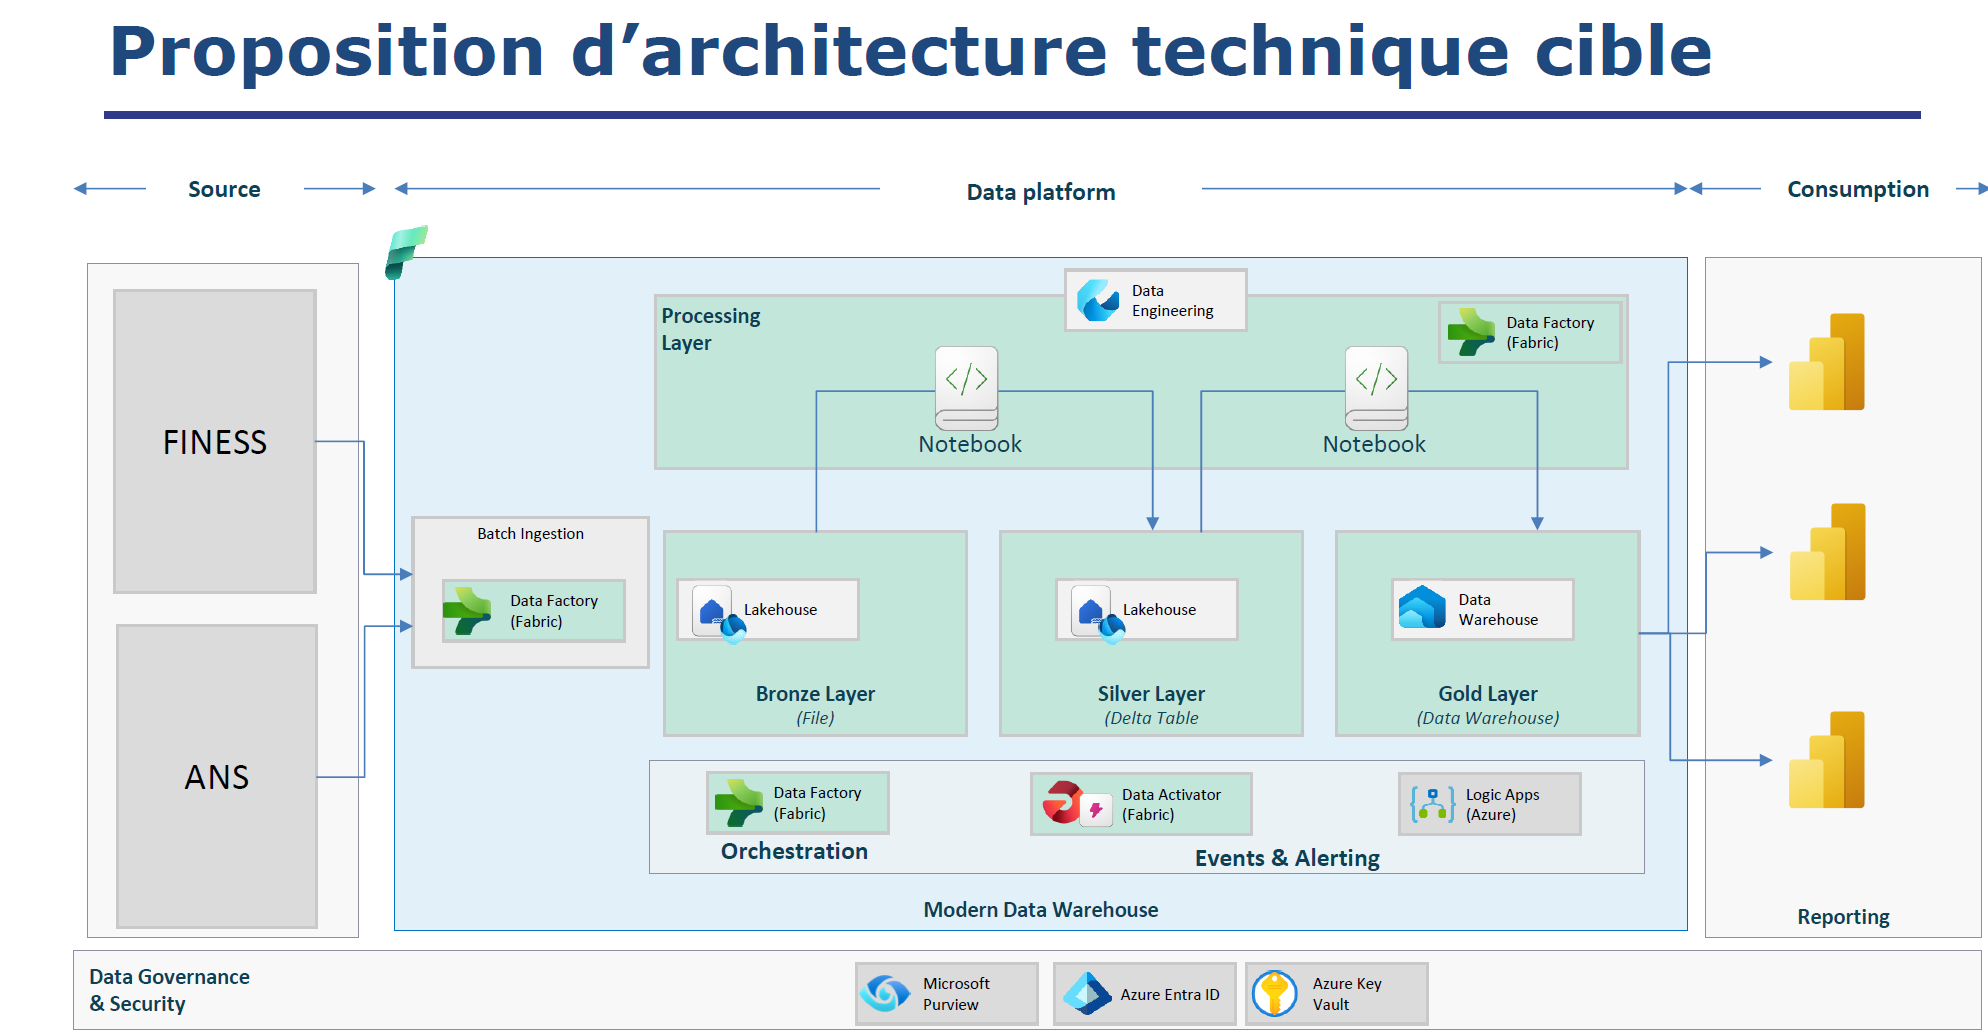 Proposition d’architecture technique cible
Source
Data platform
Consumption
Data
Engineering
Processing
Layer
Data Factory
(Fabric)
</>
</>
Notebook
Notebook
FINESS
Batch Ingestion
Data Factory
(Fabric)
Lakehouse
Lakehouse
Data
Warehouse
Bronze Layer
(File)
Silver Layer
(Delta Table
Gold Layer
(Data Warehouse)
ANS
Data Factory
(Fabric)
Orchestration
Data Activator
(Fabric)
Logic Apps
(Azure)
Events & Alerting
Modern Data Warehouse
Reporting
Data Governance
& Security
Microsoft
Purview
Azure Entra ID
Azure Key
Vault